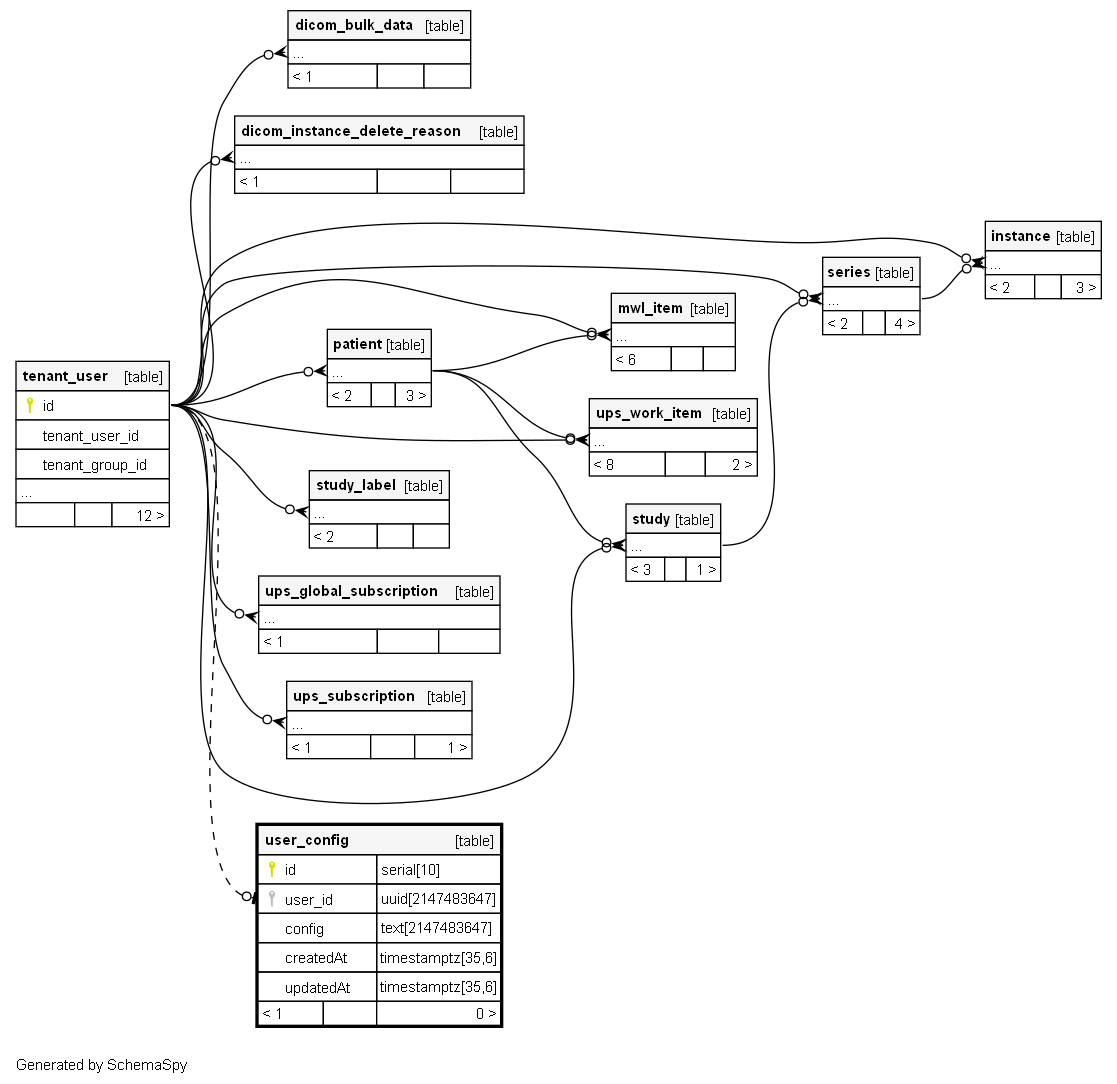 dicom_bulk_data [table]
...
< 1
dicom_instance_delete_reason [table]
...
< 1
instance [table]
...
< 2 3 >
series [table]
...
< 2 4 >
mwl_item [table]
...
< 6
patient [table]
...
< 2 3 >
tenant_user [table]
id
tenant_user_id
tenant_group_id
...
12 >
ups_work_item [table]
...
< 8 2 >
study_label [table]
...
< 2
study [table]
...
< 3 1 >
ups_global_subscription [table]
...
< 1
ups_subscription [table]
...
< 1 1 >
user_config [table]
id serial[10]
user_id uuid[2147483647]
config text[2147483647]
createdAt timestamptz[35,6]
updatedAt timestamptz[35,6]
< 1 0 >
Generated by SchemaSpy